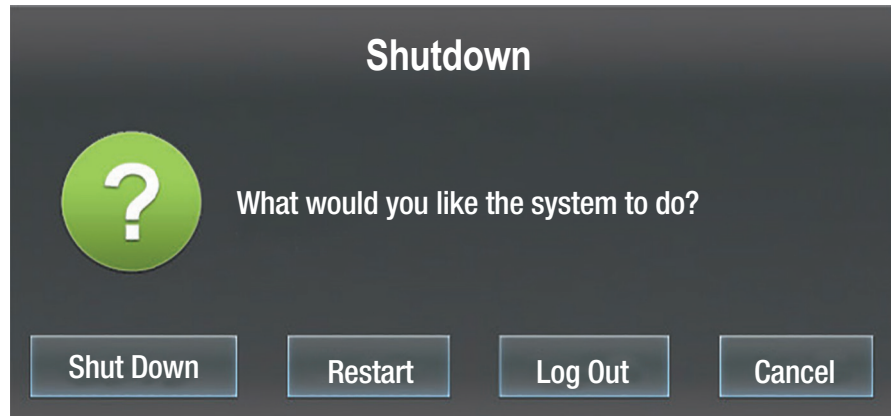 Shutdown
?
What would you like the system to do?
Shut Down
Restart
Log Out
Cancel